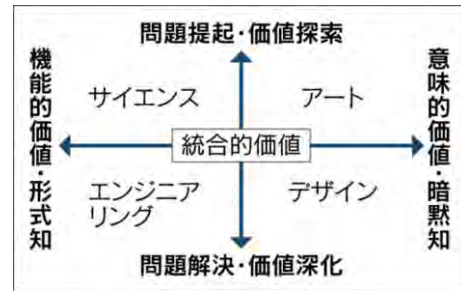 問題提起・価値探索
機能的価値・形式知
サイエンス
アート
意味的価値・暗黙知
統合的価値
エンジニア
リング
デザイン
問題解決・価値深化